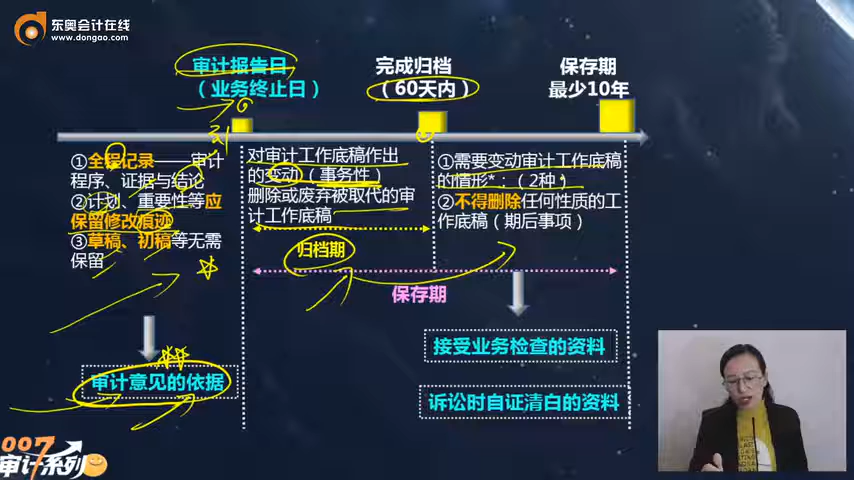 东奥会计在线
www.dongao.com
审计报告日
（业务终止日）
完成归档
（60天内）
保存期
最少10年
①全程记录——审计
程序、证据与结论
②计划、重要性等应
保留修改痕迹
③草稿、初稿等无需
保留
对审计工作底稿作出
的变动（事务性）
删除或废弃被取代的审
计工作底稿
①需要变动审计工作底稿
的情形*：（2种）
②不得删除任何性质的工
作底稿（期后事项）
归档期
保存期
审计意见的依据
接受业务检查的资料
诉讼时自证清白的资料
007
审计系列